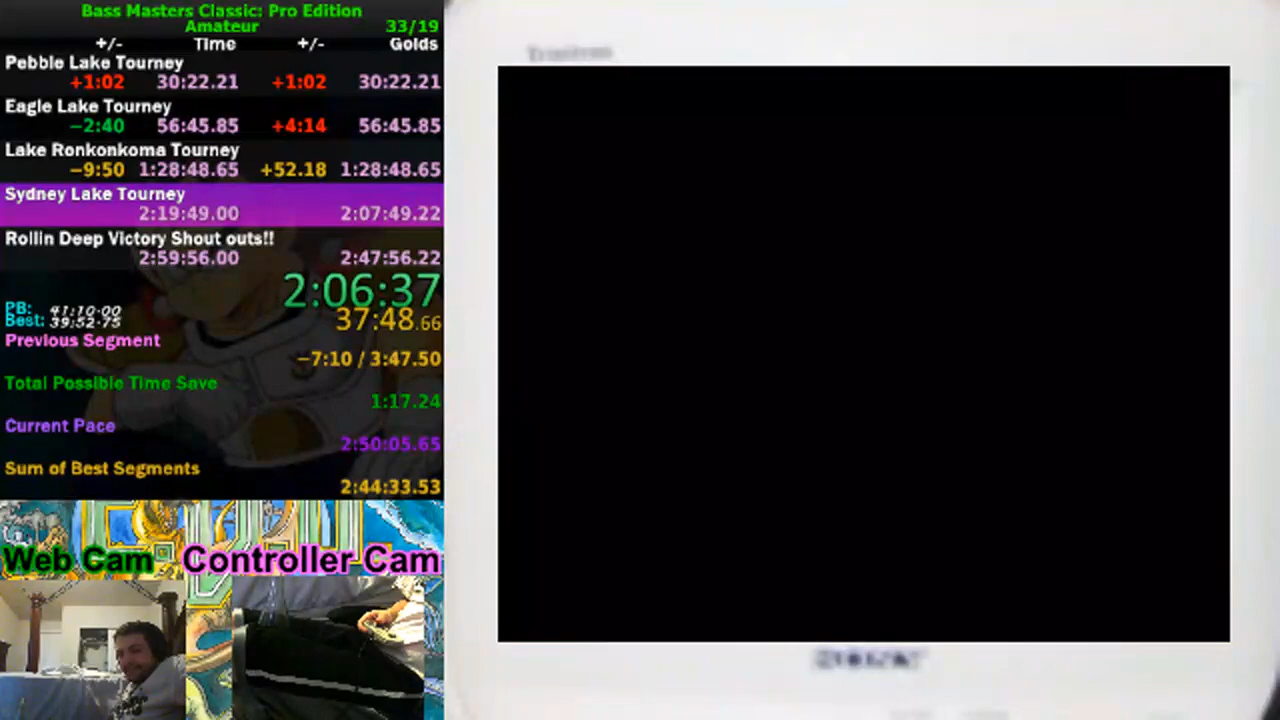 Bass Masters Classic: Pro Edition
Amateur 33/19
+/- Time +/- Golds
Pebble Lake Tourney
+1:02 30:22.21 +1:02 30:22.21
Eagle Lake Tourney
−2:40 56:45.85 +4:14 56:45.85
Lake Ronkonkoma Tourney
−9:50 1:28:48.65 +52.18 1:28:48.65
Sydney Lake Tourney
2:19:49.00 2:07:49.22
Rollin Deep Victory Shout outs!!
2:59:56.00 2:47:56.22
2:06:37
PB: 41:10.00
Best: 39:52.75
37:48.66
Previous Segment
−7:10 / 3:47.50
Total Possible Time Save
1:17.24
Current Pace
2:50:05.65
Sum of Best Segments
2:44:33.53
Web Cam Controller Cam